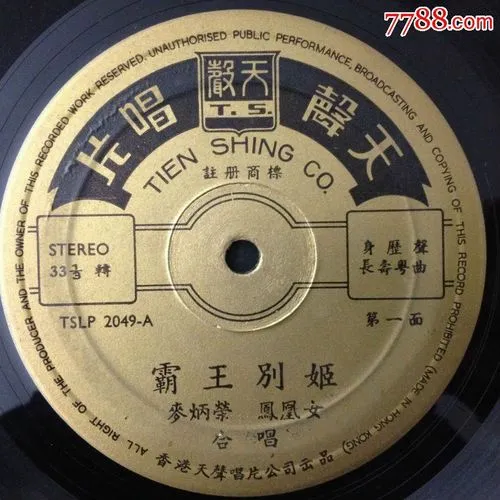 7788.com
ALL RIGHT OF THE PRODUCER AND THE OWNER OF THIS RECORDED WORK RESERVED. UNAUTHORISED PUBLIC PERFORMANCE, BROADCASTING AND COPYING OF THIS RECORD PROHIBITED (MADE IN HONG KONG)
聲天
T. S.
片唱 聲天
TIEN SHING CO.
註册商標
STEREO
33⅓ 轉
身歷聲
長壽粵曲
TSLP 2049-A
第一面
霸王別姬
麥炳榮 鳳凰女
合唱
香港天聲唱片公司出品